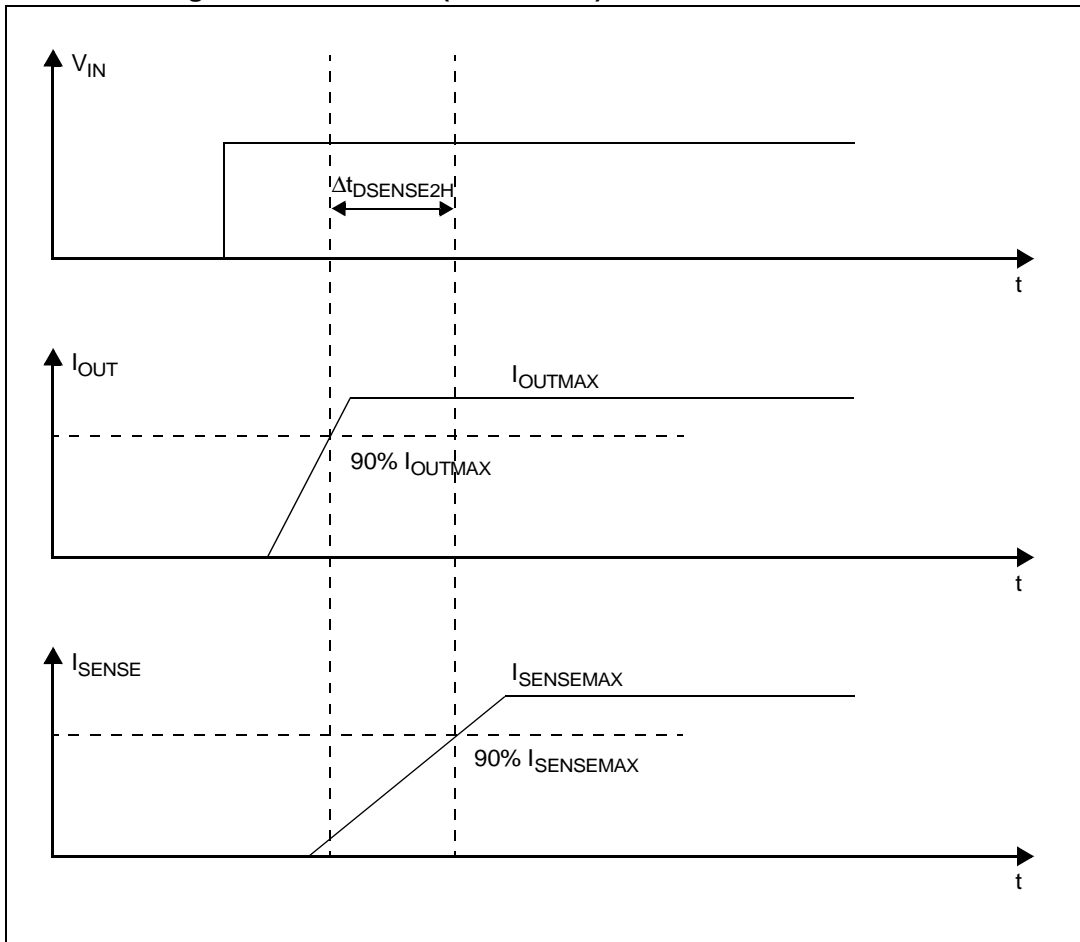 V_IN
Δt_DSENSE2H
t
I_OUT
I_OUTMAX
90% I_OUTMAX
t
I_SENSE
I_SENSEMAX
90% I_SENSEMAX
t